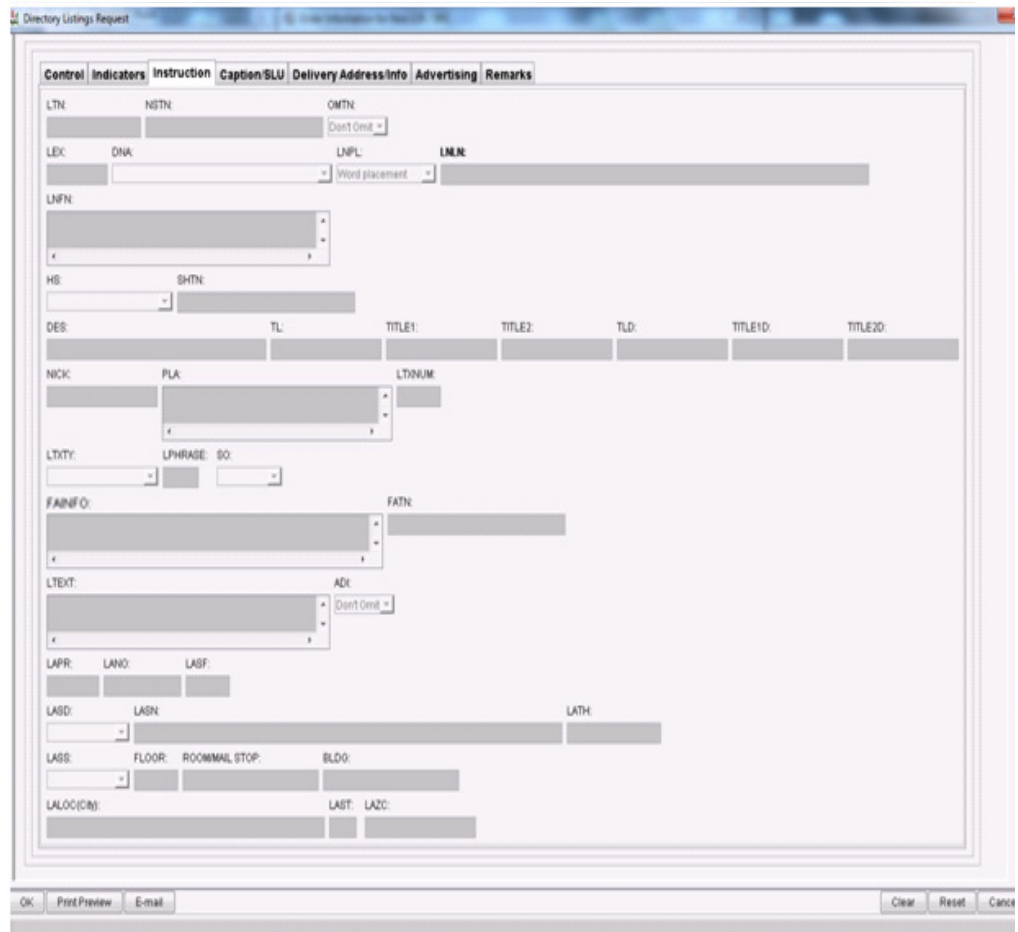 Directory Listings Request
Control Indicators Instruction Caption/SLU Delivery Address/Info Advertising Remarks
LTN: NSTN: OMTN:
Don't Omit
LEX: DNA: LNPL: LNLN:
Word placement
LNFN:
HS: SHTN:
DES: TL: TITLE1: TITLE2: TLD: TITLE1D: TITLE2D:
NICK: PLA: LTXNUM:
LTXTY: LPHRASE: SO:
FAINFO: FATN:
LTEXT: ADI:
Don't Omit
LAPR: LANO: LASF:
LASD: LASN: LATH:
LASS: FLOOR: ROOM/MAIL STOP: BLDG:
LALOC(City): LAST: LAZC:
OK Print Preview E-mail Clear Reset Cance